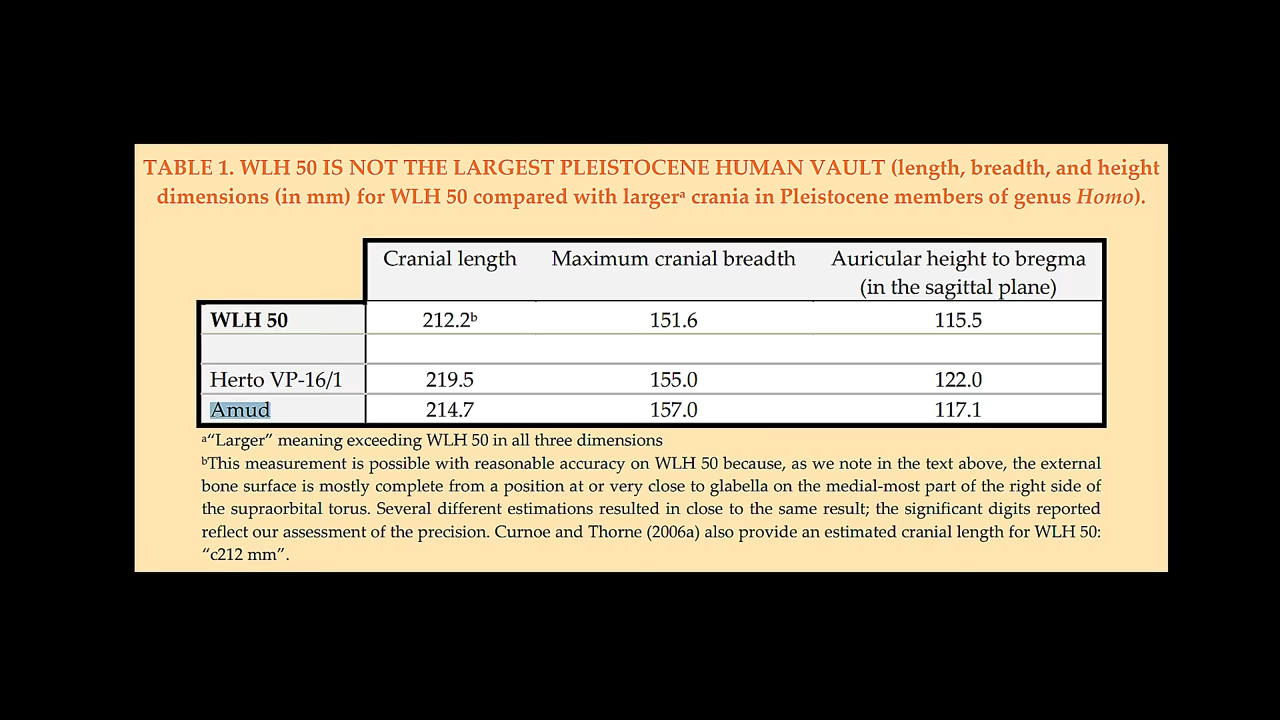 TABLE 1. WLH 50 IS NOT THE LARGEST PLEISTOCENE HUMAN VAULT (length, breadth, and height
dimensions (in mm) for WLH 50 compared with largerᵃ crania in Pleistocene members of genus Homo).
Cranial length Maximum cranial breadth Auricular height to bregma
(in the sagittal plane)
WLH 50 212.2ᵇ 151.6 115.5
Herto VP-16/1 219.5 155.0 122.0
Amud 214.7 157.0 117.1
ᵃ“Larger” meaning exceeding WLH 50 in all three dimensions
ᵇThis measurement is possible with reasonable accuracy on WLH 50 because, as we note in the text above, the external
bone surface is mostly complete from a position at or very close to glabella on the medial-most part of the right side of
the supraorbital torus. Several different estimations resulted in close to the same result; the significant digits reported
reflect our assessment of the precision. Curnoe and Thorne (2006a) also provide an estimated cranial length for WLH 50:
“c212 mm”.